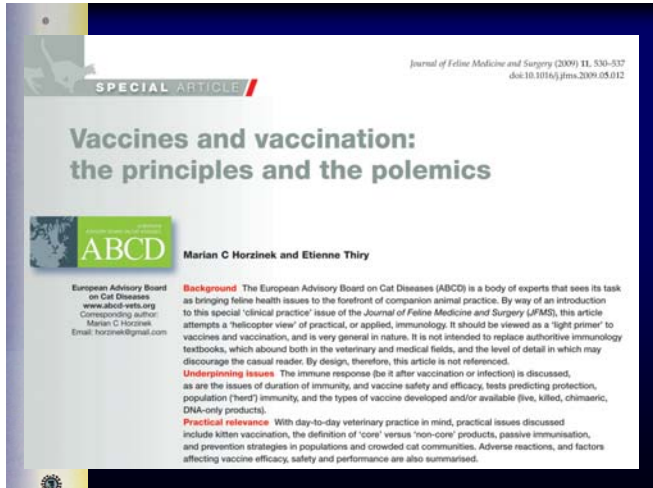 Journal of Feline Medicine and Surgery (2009) 11, 530–537
doi:10.1016/j.jfms.2009.05.012
SPECIAL ARTICLE
Vaccines and vaccination:
the principles and the polemics
ABCD
Marian C Horzinek and Etienne Thiry
European Advisory Board
on Cat Diseases
www.abcd-vets.org
Corresponding author:
Marian C Horzinek
Email: horzinek@gmail.com
Background The European Advisory Board on Cat Diseases (ABCD) is a body of experts that sees its task
as bringing feline health issues to the forefront of companion animal practice. By way of an introduction
to this special 'clinical practice' issue of the Journal of Feline Medicine and Surgery (JFMS), this article
attempts a 'helicopter view' of practical, or applied, immunology. It should be viewed as a 'light primer' to
vaccines and vaccination, and is very general in nature. It is not intended to replace authoritive immunology
textbooks, which abound both in the veterinary and medical fields, and the level of detail in which may
discourage the casual reader. By design, therefore, this article is not referenced.
Underpinning issues The immune response (be it after vaccination or infection) is discussed,
as are the issues of duration of immunity, and vaccine safety and efficacy, tests predicting protection,
population ('herd') immunity, and the types of vaccine developed and/or available (live, killed, chimaeric,
DNA-only products).
Practical relevance With day-to-day veterinary practice in mind, practical issues discussed
include kitten vaccination, the definition of 'core' versus 'non-core' products, passive immunisation,
and prevention strategies in populations and crowded cat communities. Adverse reactions, and factors
affecting vaccine efficacy, safety and performance are also summarised.